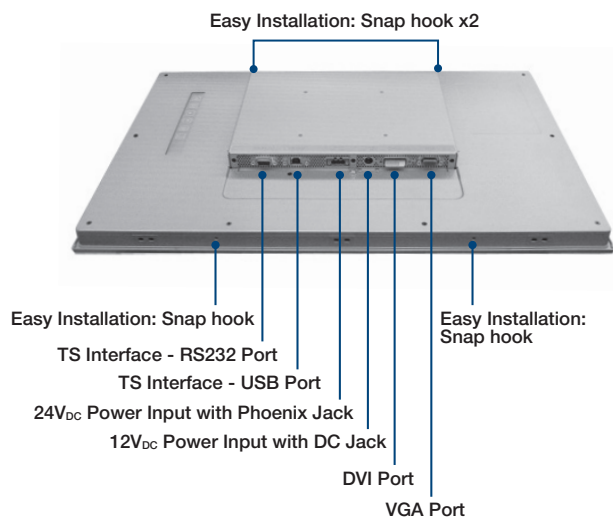 Easy Installation: Snap hook x2
Easy Installation: Snap hook
Easy Installation:
Snap hook
TS Interface - RS232 Port
TS Interface - USB Port
24VDC Power Input with Phoenix Jack
12VDC Power Input with DC Jack
DVI Port
VGA Port